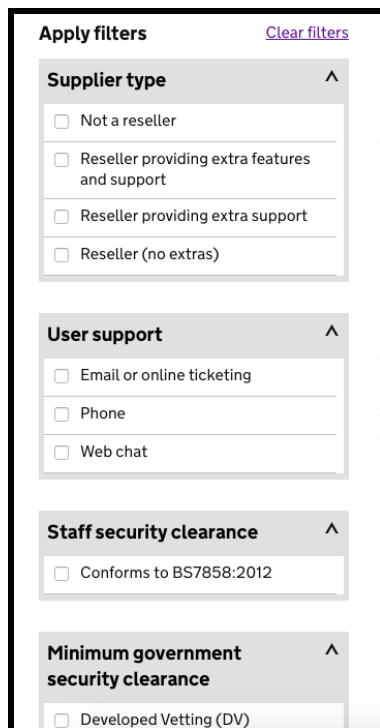 Apply filters Clear filters
Supplier type
Not a reseller
Reseller providing extra features
and support
Reseller providing extra support
Reseller (no extras)
User support
Email or online ticketing
Phone
Web chat
Staff security clearance
Conforms to BS7858:2012
Minimum government
security clearance
Developed Vetting (DV)